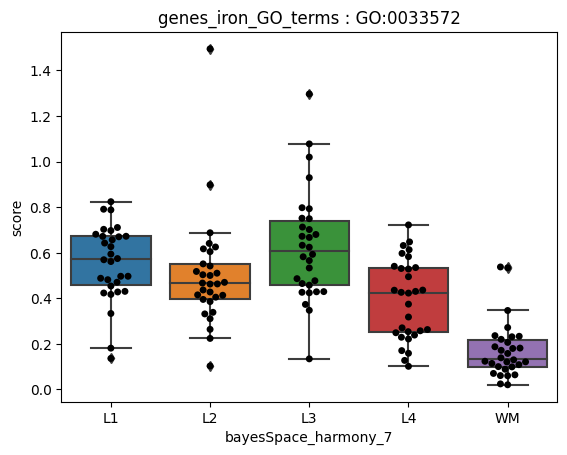 genes_iron_GO_terms : GO:0033572
1.4
1.2
1.0
0.8
0.6
0.4
0.2
0.0
score
L1 L2 L3 L4 WM
bayesSpace_harmony_7